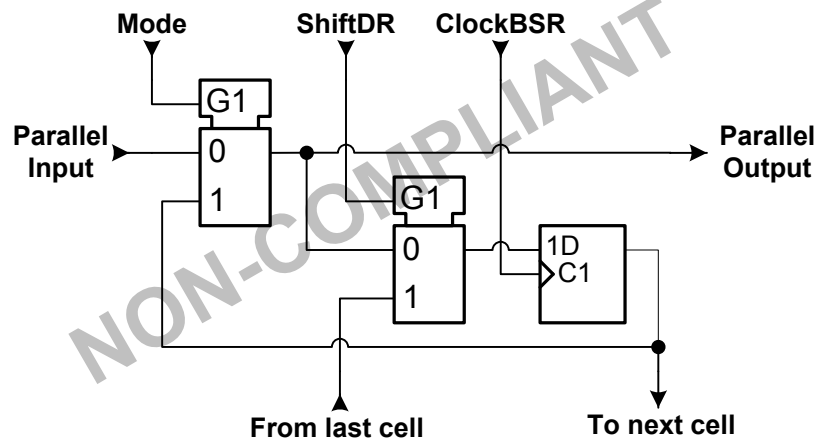 Mode
ShiftDR
ClockBSR
G1
Parallel
Input
0
1
Parallel
Output
G1
0
1
1D
C1
From last cell
To next cell
NON-COMPLIANT